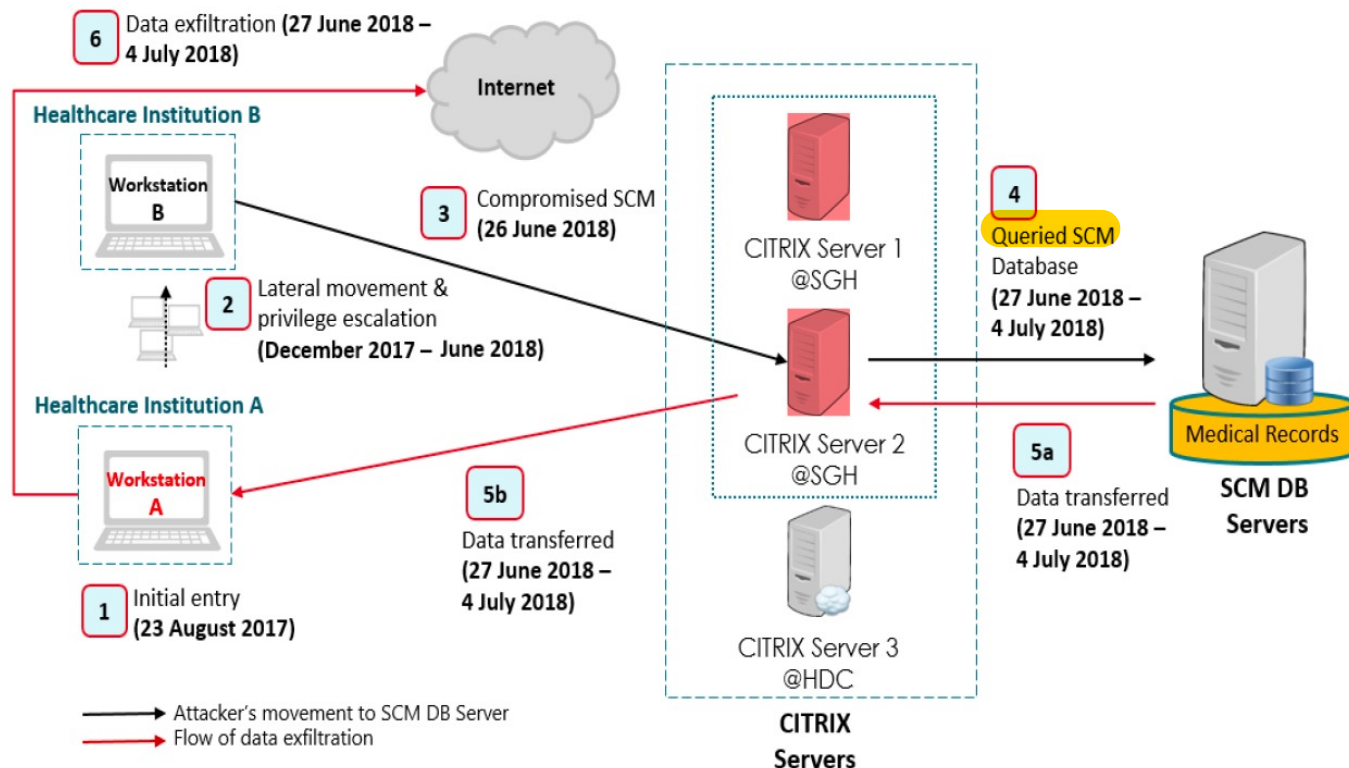 6
Data exfiltration (27 June 2018 –
4 July 2018)
Internet
Healthcare Institution B
Workstation
B
3
Compromised SCM
(26 June 2018)
2
Lateral movement &
privilege escalation
(December 2017 – June 2018)
Healthcare Institution A
Workstation
A
1
Initial entry
(23 August 2017)
5b
Data transferred
(27 June 2018 –
4 July 2018)
CITRIX Server 1
@SGH
CITRIX Server 2
@SGH
CITRIX Server 3
@HDC
CITRIX
Servers
4
Queried SCM
Database
(27 June 2018 –
4 July 2018)
5a
Data transferred
(27 June 2018 –
4 July 2018)
Medical Records
SCM DB
Servers
Attacker's movement to SCM DB Server
Flow of data exfiltration